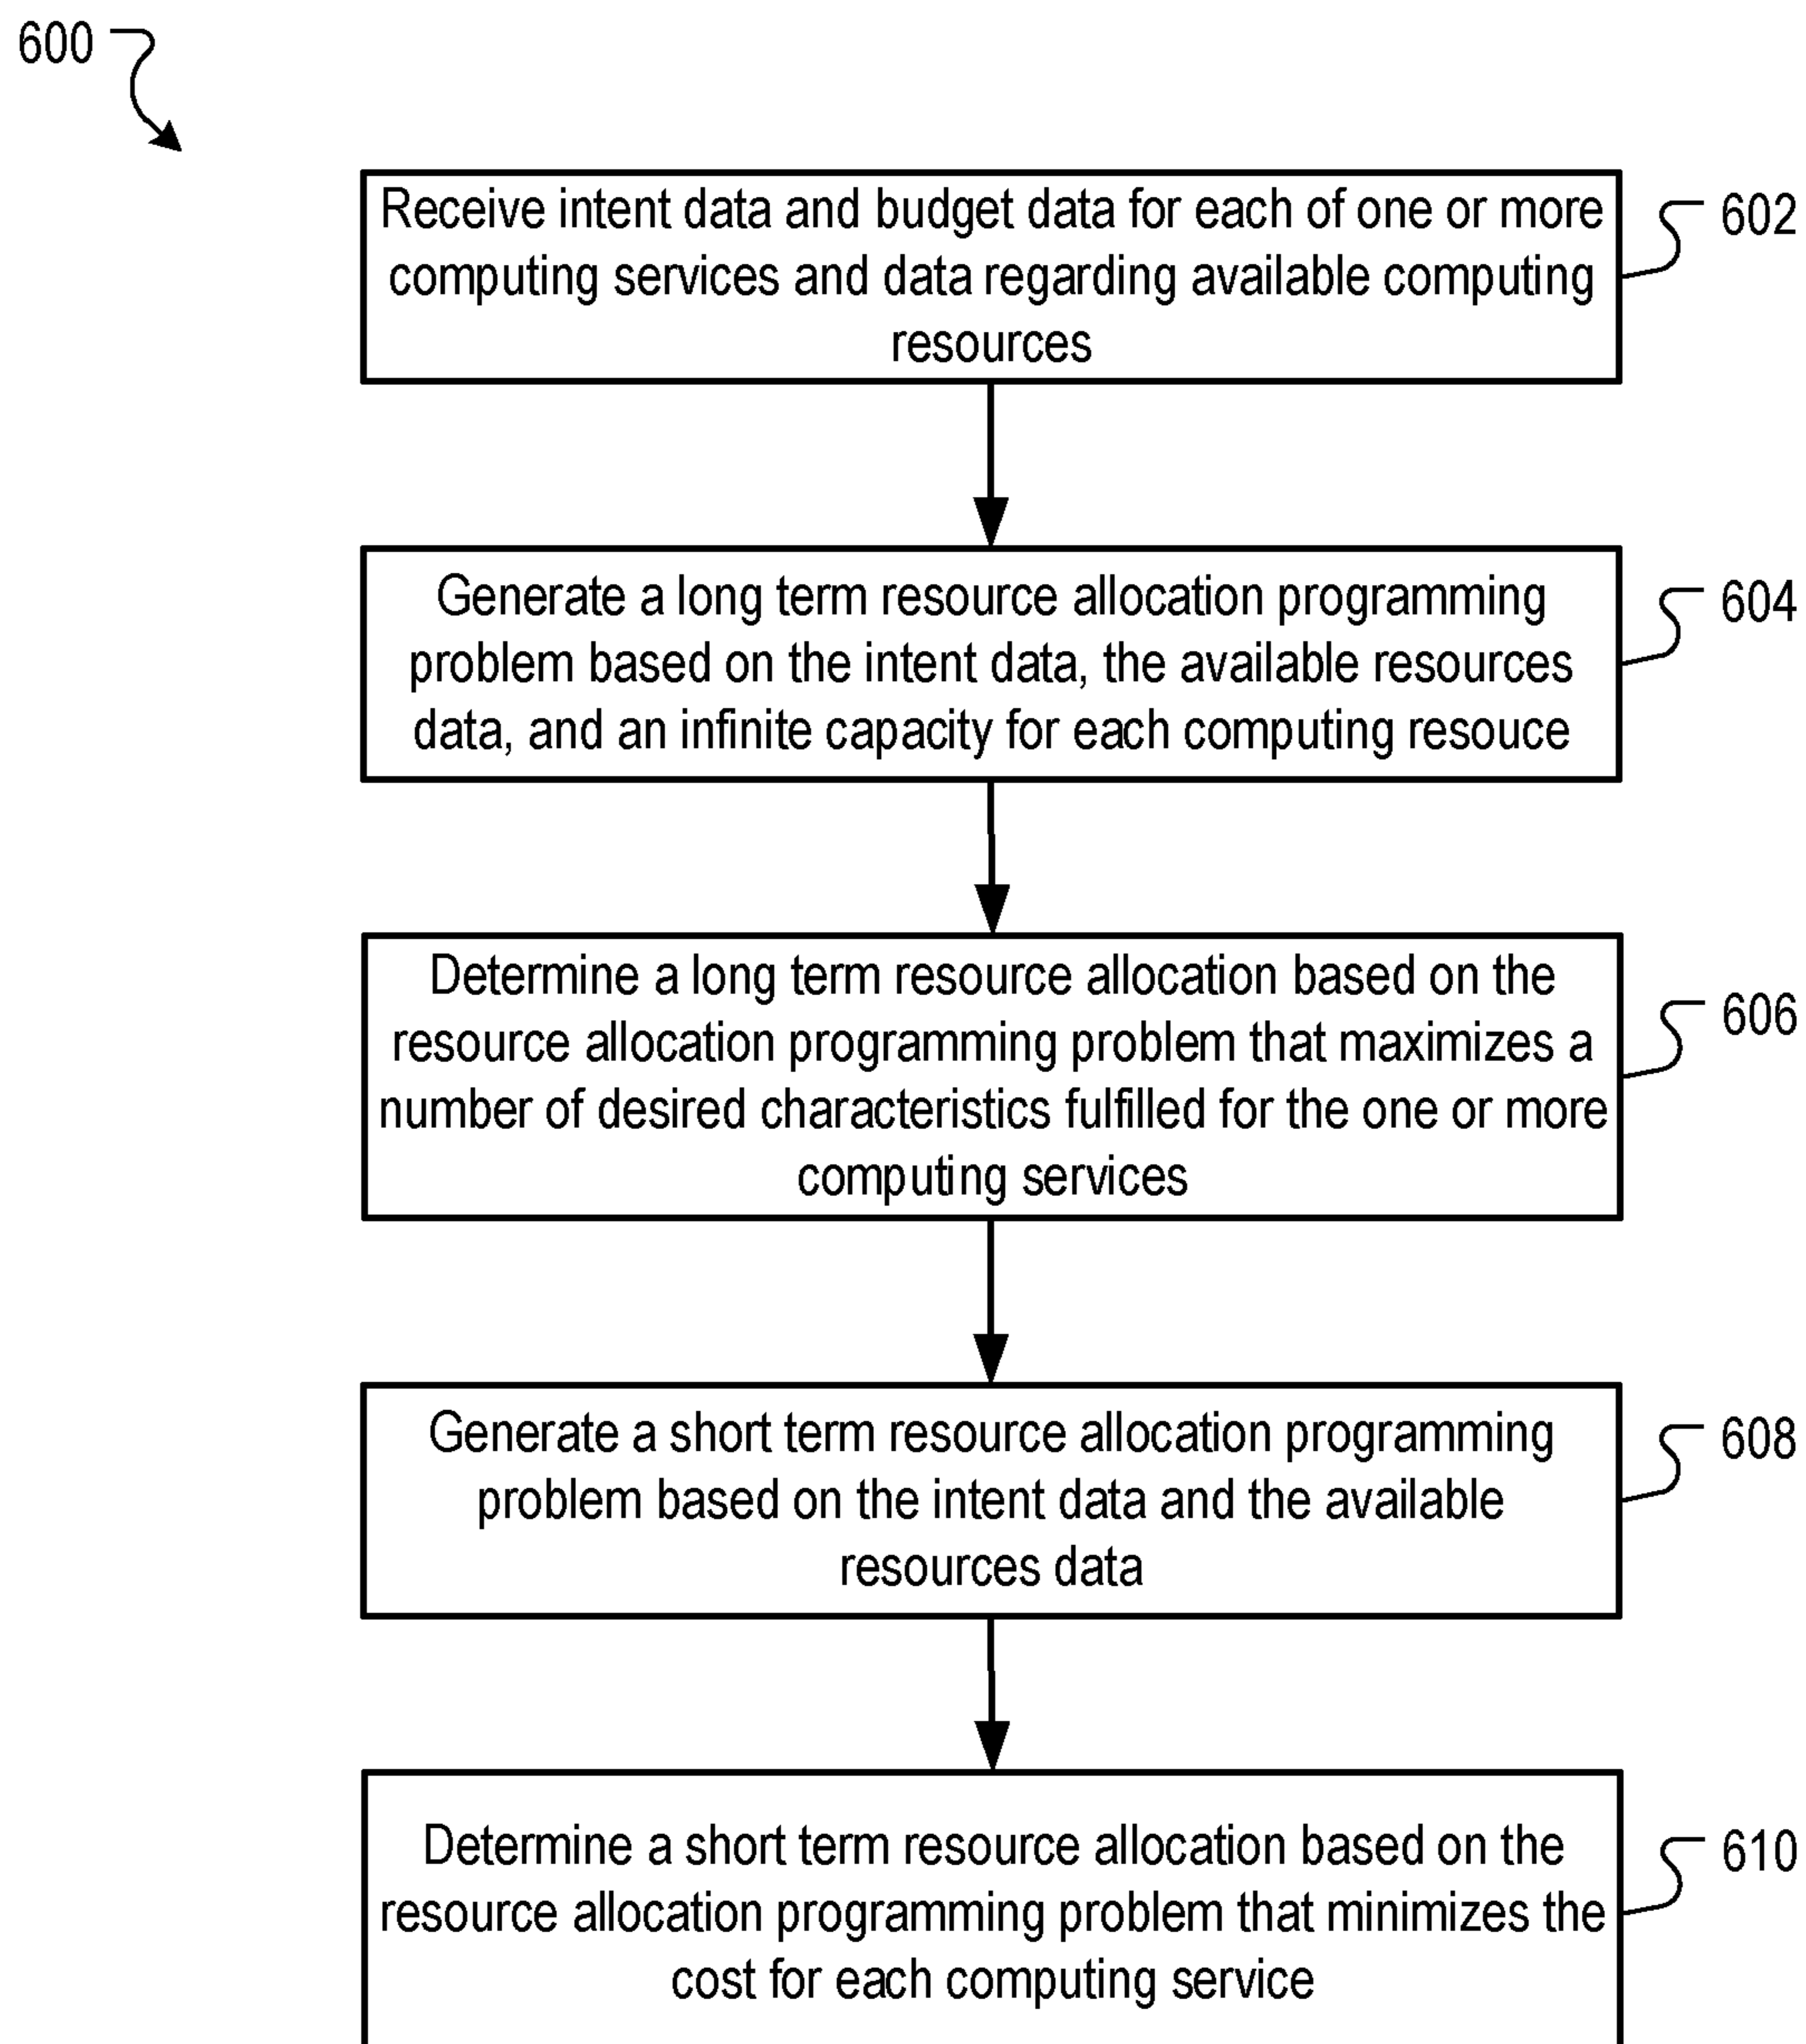 600
Receive intent data and budget data for each of one or more
computing services and data regarding available computing
resources
602
Generate a long term resource allocation programming
problem based on the intent data, the available resources
data, and an infinite capacity for each computing resouce
604
Determine a long term resource allocation based on the
resource allocation programming problem that maximizes a
number of desired characteristics fulfilled for the one or more
computing services
606
Generate a short term resource allocation programming
problem based on the intent data and the available
resources data
608
Determine a short term resource allocation based on the
resource allocation programming problem that minimizes the
cost for each computing service
610